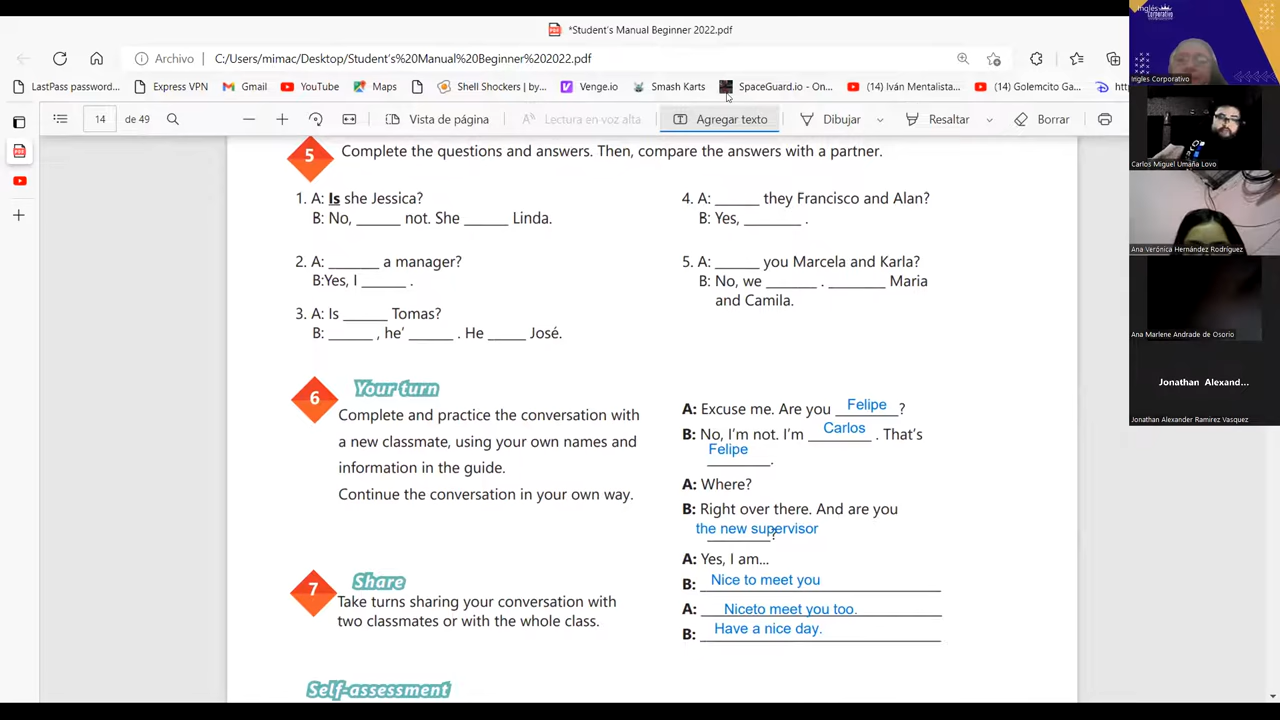 *Student's Manual Beginner 2022.pdf
Archivo C:/Users/mimac/Desktop/Student's%20Manual%20Beginner%202022.pdf
LastPass password... Express VPN Gmail YouTube Maps Shell Shockers | by... Venge.io Smash Karts SpaceGuard.io - On... (14) Iván Mentalista... (14) Golemcito Ga...
14 de 49 Vista de página Lectura en voz alta Agregar texto Dibujar Resaltar Borrar
5 Complete the questions and answers. Then, compare the answers with a partner.
1. A: Is she Jessica?
B: No, ______ not. She ______ Linda.
2. A: _______ a manager?
B:Yes, I ______ .
3. A: Is ______ Tomas?
B: ______ , he' ______ . He _____ José.
4. A: ______ they Francisco and Alan?
B: Yes, ________ .
5. A: ______ you Marcela and Karla?
B: No, we _______ . ________ Maria
and Camila.
6 Your turn
Complete and practice the conversation with
a new classmate, using your own names and
information in the guide.
Continue the conversation in your own way.
7 Share
Take turns sharing your conversation with
two classmates or with the whole class.
A: Excuse me. Are you Felipe ?
B: No, I'm not. I'm Carlos . That's
Felipe .
A: Where?
B: Right over there. And are you
the new supervisor ?
A: Yes, I am...
B: Nice to meet you
A: Niceto meet you too.
B: Have a nice day.
Self-assessment
Inglés Corporativo
Inglés Corporativo
Carlos Miguel Umaña Lovo
Ana Verónica Hernández Rodríguez
Ana Marlene Andrade de Osorio
Jonathan Alexand...
Jonathan Alexander Ramirez Vasquez